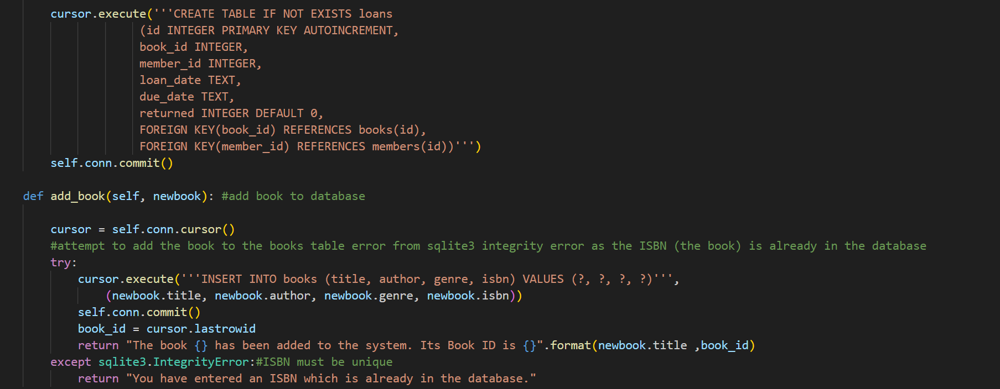 cursor.execute('''CREATE TABLE IF NOT EXISTS loans
(id INTEGER PRIMARY KEY AUTOINCREMENT,
book_id INTEGER,
member_id INTEGER,
loan_date TEXT,
due_date TEXT,
returned INTEGER DEFAULT 0,
FOREIGN KEY(book_id) REFERENCES books(id),
FOREIGN KEY(member_id) REFERENCES members(id))''')
self.conn.commit()
def add_book(self, newbook): #add book to database
cursor = self.conn.cursor()
#attempt to add the book to the books table error from sqlite3 integrity error as the ISBN (the book) is already in the database
try:
cursor.execute('''INSERT INTO books (title, author, genre, isbn) VALUES (?, ?, ?, ?)''',
(newbook.title, newbook.author, newbook.genre, newbook.isbn))
self.conn.commit()
book_id = cursor.lastrowid
return "The book {} has been added to the system. Its Book ID is {}".format(newbook.title ,book_id)
except sqlite3.IntegrityError:#ISBN must be unique
return "You have entered an ISBN which is already in the database."